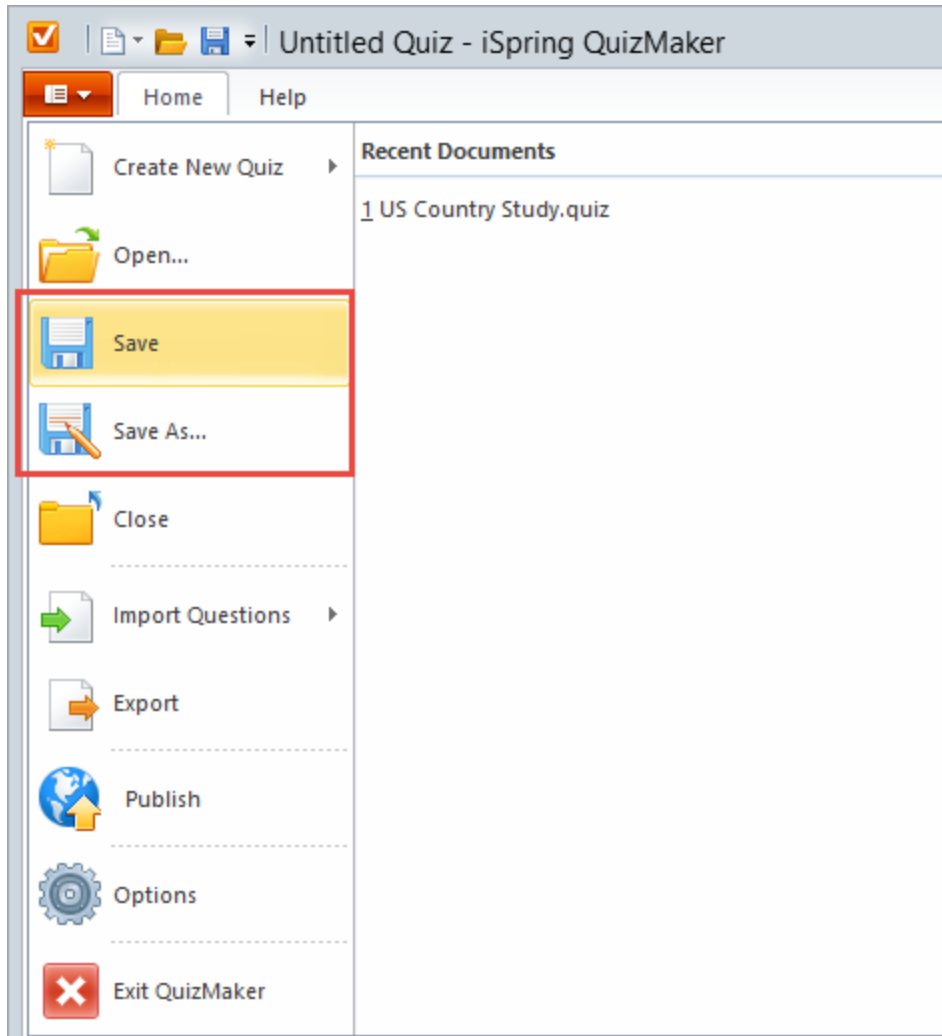 Untitled Quiz - iSpring QuizMaker
Home Help
Create New Quiz
Open...
Save
Save As...
Close
Import Questions
Export
Publish
Options
Exit QuizMaker
Recent Documents
1 US Country Study.quiz